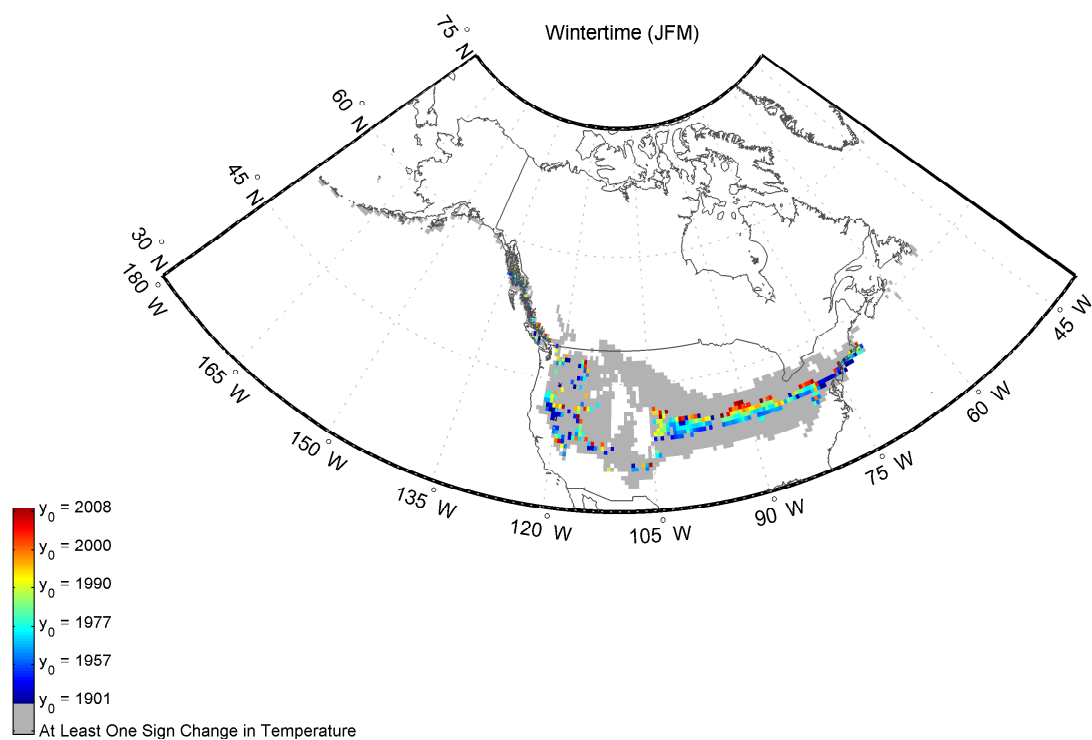 Wintertime (JFM)
75° N
60° N
45° N
30° N
180° W
165° W
150° W
135° W
120° W
105° W
90° W
75° W
60° W
45° W
y₀ = 2008
y₀ = 2000
y₀ = 1990
y₀ = 1977
y₀ = 1957
y₀ = 1901
At Least One Sign Change in Temperature